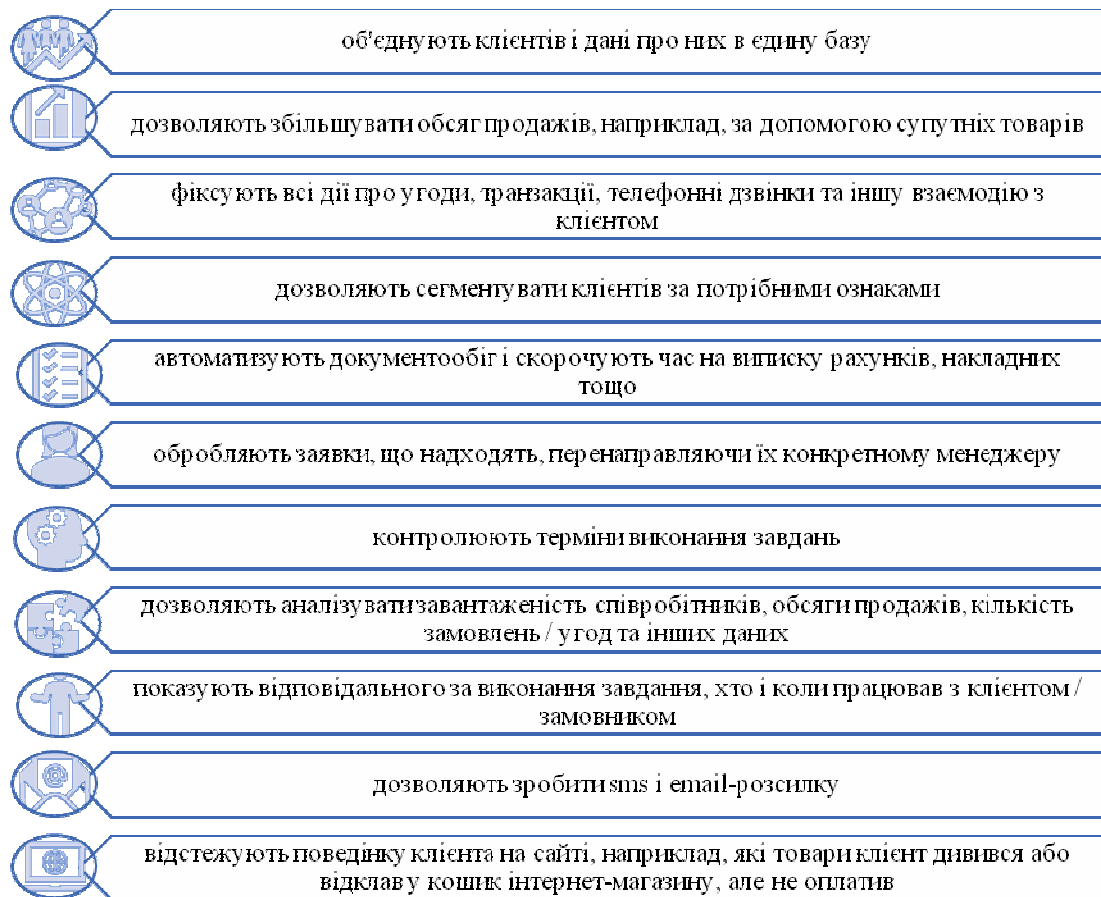 об'єднують клієнтів і дані про них в єдину базу
дозволяють збільшувати обсяг продажів, наприклад, за допомогою супутніх товарів
фіксують всі дії про угоди, транзакції, телефонні дзвінки та іншу взаємодію з
клієнтом
дозволяють сегментувати клієнтів за потрібними ознаками
автоматизують документообіг і скорочують час на виписку рахунків, накладних
тощо
обробляють заявки, що надходять, перенаправляючи їх конкретному менеджеру
контролюють терміни виконання завдань
дозволяють аналізувати завантаженість співробітників, обсяги продажів, кількість
замовлень / угод та інших даних
показують відповідального за виконання завдання, хто і коли працював з клієнтом /
замовником
дозволяють зробити sms і email-розсилку
відстежують поведінку клієнта на сайті, наприклад, які товари клієнт дивився або
відклав у кошик інтернет-магазину, але не оплатив